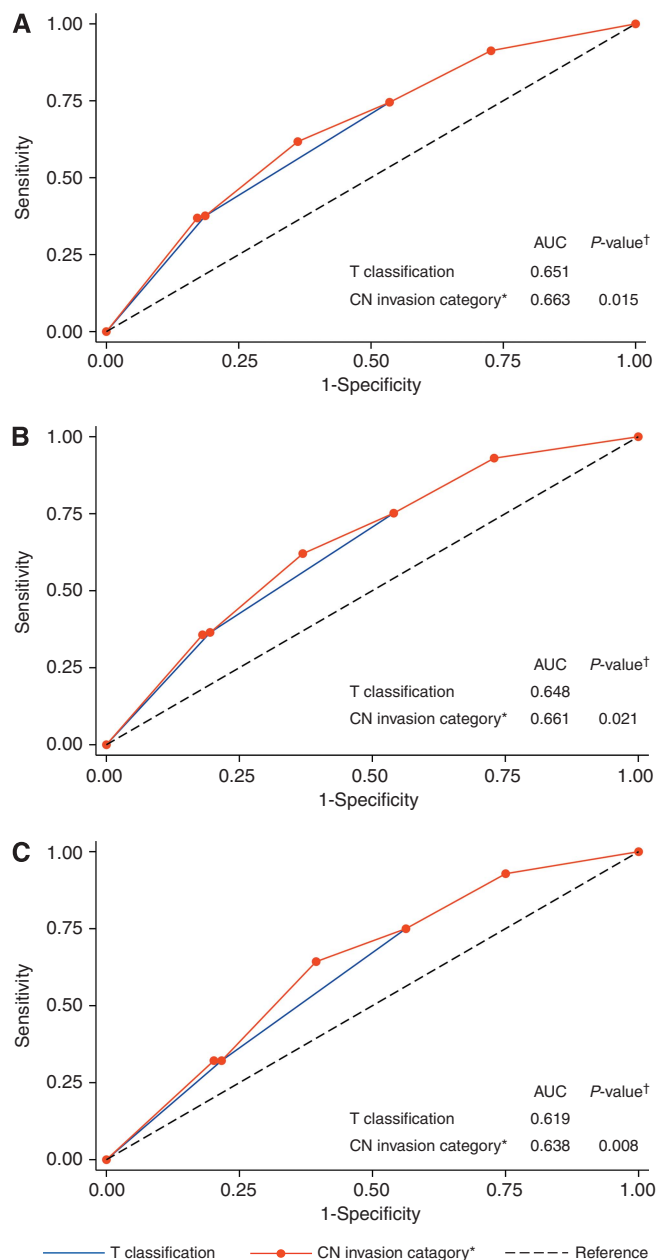 A
1.00
0.75
0.50
0.25
0.00
Sensitivity
AUC P-value†
T classification 0.651
CN invasion category* 0.663 0.015
0.00 0.25 0.50 0.75 1.00
1-Specificity
B
1.00
0.75
0.50
0.25
0.00
Sensitivity
AUC P-value†
T classification 0.648
CN invasion category* 0.661 0.021
0.00 0.25 0.50 0.75 1.00
1-Specificity
C
1.00
0.75
0.50
0.25
0.00
Sensitivity
AUC P-value†
T classification 0.619
CN invasion category* 0.638 0.008
0.00 0.25 0.50 0.75 1.00
1-Specificity
T classification CN invasion catagory* Reference